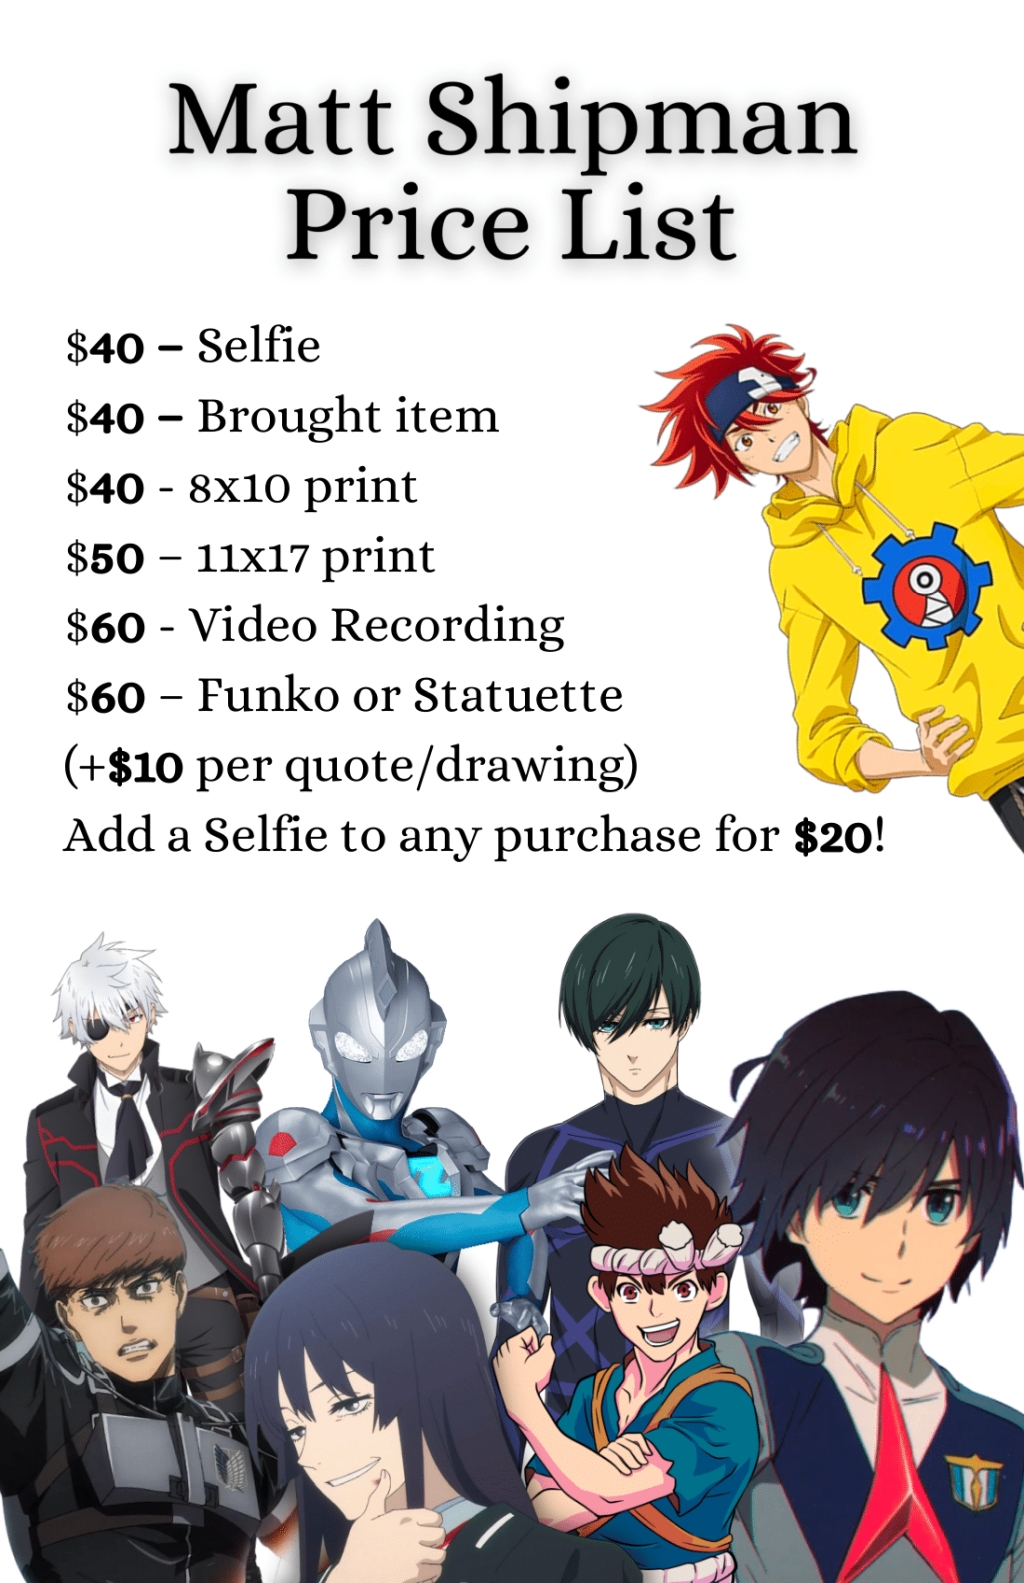 Matt Shipman
Price List
$40 – Selfie
$40 – Brought item
$40 - 8x10 print
$50 – 11x17 print
$60 - Video Recording
$60 – Funko or Statuette
(+$10 per quote/drawing)
Add a Selfie to any purchase for $20!